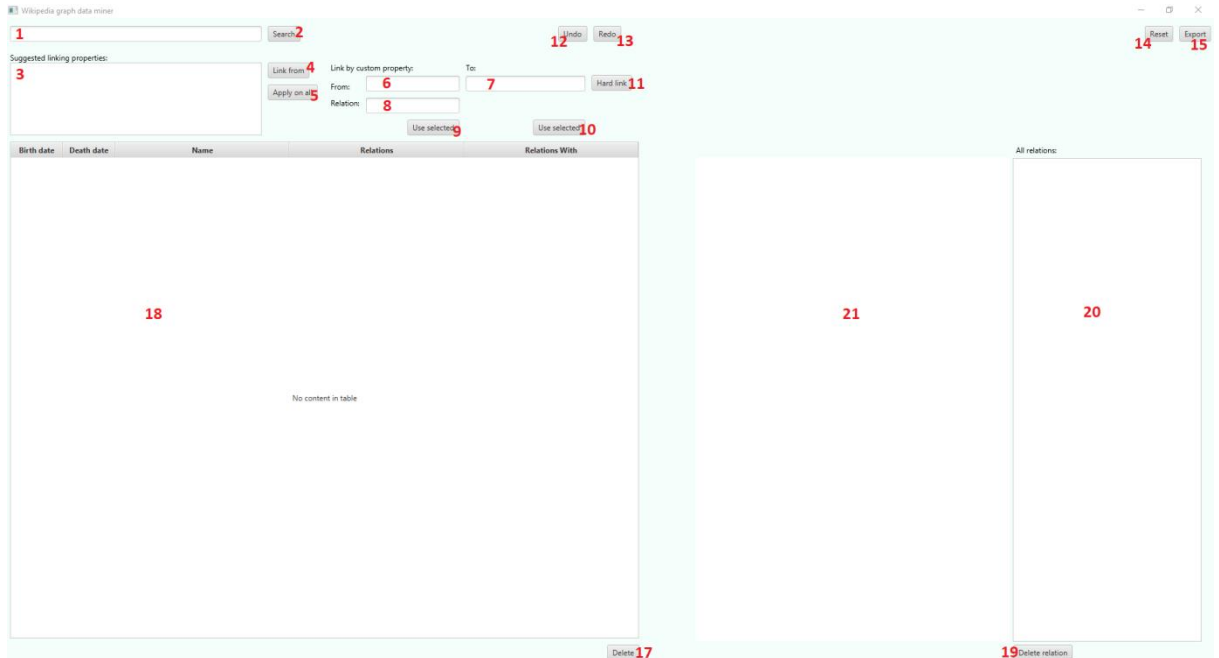 Wikipedia graph data miner
1 Search 2 12 Undo Redo 13 14 Reset Export 15
Suggested linking properties:
3 Link from 4 Link by custom property: To:
From: 6 7 Hard link 11
Apply on all 5
Relation: 8
Use selected 9 Use selected 10
Birth date Death date Name Relations Relations With All relations:
18 21 20
No content in table
Delete 17 19 Delete relation